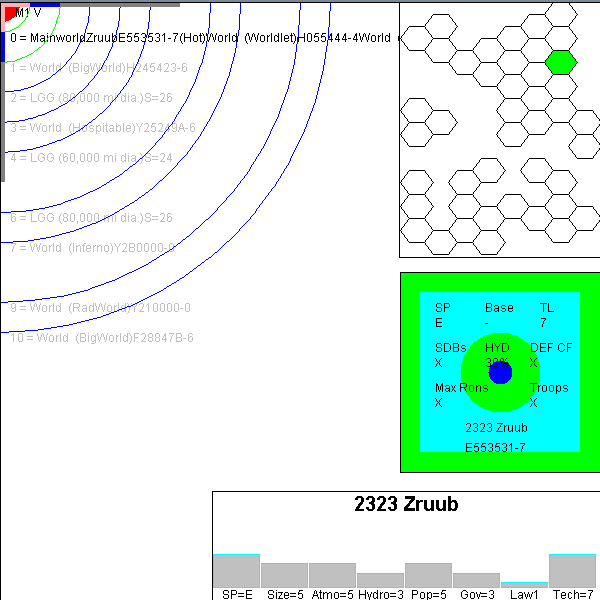 M1 V
0 = MainworldZruubE553531-7(Hot)World (Worldlet)H055444-4World
1 = World (BigWorld)H245423-6
2 = LGG (80,000 mi dia.)S=26
3 = World (Hospitable)Y25249A-6
4 = LGG (60,000 mi dia.)S=24
6 = LGG (80,000 mi dia.)S=26
7 = World (Inferno)Y2B0000-0
9 = World (RadWorld)Y210000-0
10 = World (BigWorld)F28847B-6
SP Base TL
E - 7
SDBs HYD DEF CF
X 30% X
Max Rons Troops
X X
2323 Zruub
E553531-7
2323 Zruub
SP=E Size=5 Atmo=5 Hydro=3 Pop=5 Gov=3 Law1 Tech=7